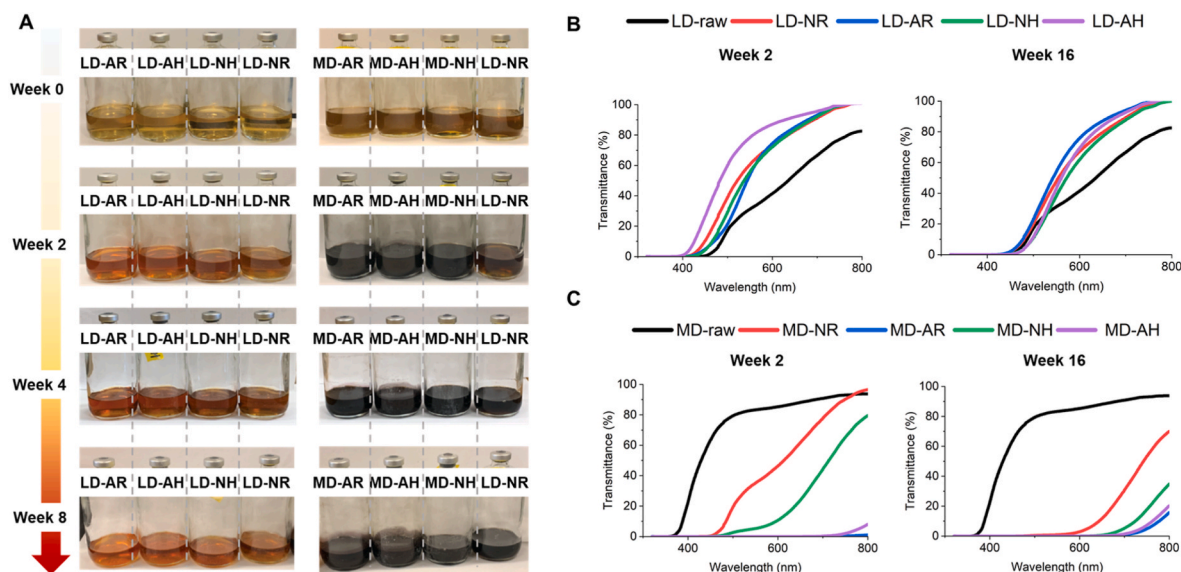 A
LD-AR LD-AH LD-NH LD-NR MD-AR MD-AH MD-NH LD-NR
Week 0
LD-AR LD-AH LD-NH LD-NR MD-AR MD-AH MD-NH LD-NR
Week 2
LD-AR LD-AH LD-NH LD-NR MD-AR MD-AH MD-NH LD-NR
Week 4
LD-AR LD-AH LD-NH LD-NR MD-AR MD-AH MD-NH LD-NR
Week 8
B
LD-raw LD-NR LD-AR LD-NH LD-AH
Week 2 Week 16
Transmittance (%)
100
80
60
40
20
0
400 600 800
Wavelength (nm)
Transmittance (%)
100
80
60
40
20
0
400 600 800
Wavelength (nm)
C
MD-raw MD-NR MD-AR MD-NH MD-AH
Week 2 Week 16
Transmittance (%)
100
80
60
40
20
0
400 600 800
Wavelength (nm)
Transmittance (%)
100
80
60
40
20
0
400 600 800
Wavelength (nm)